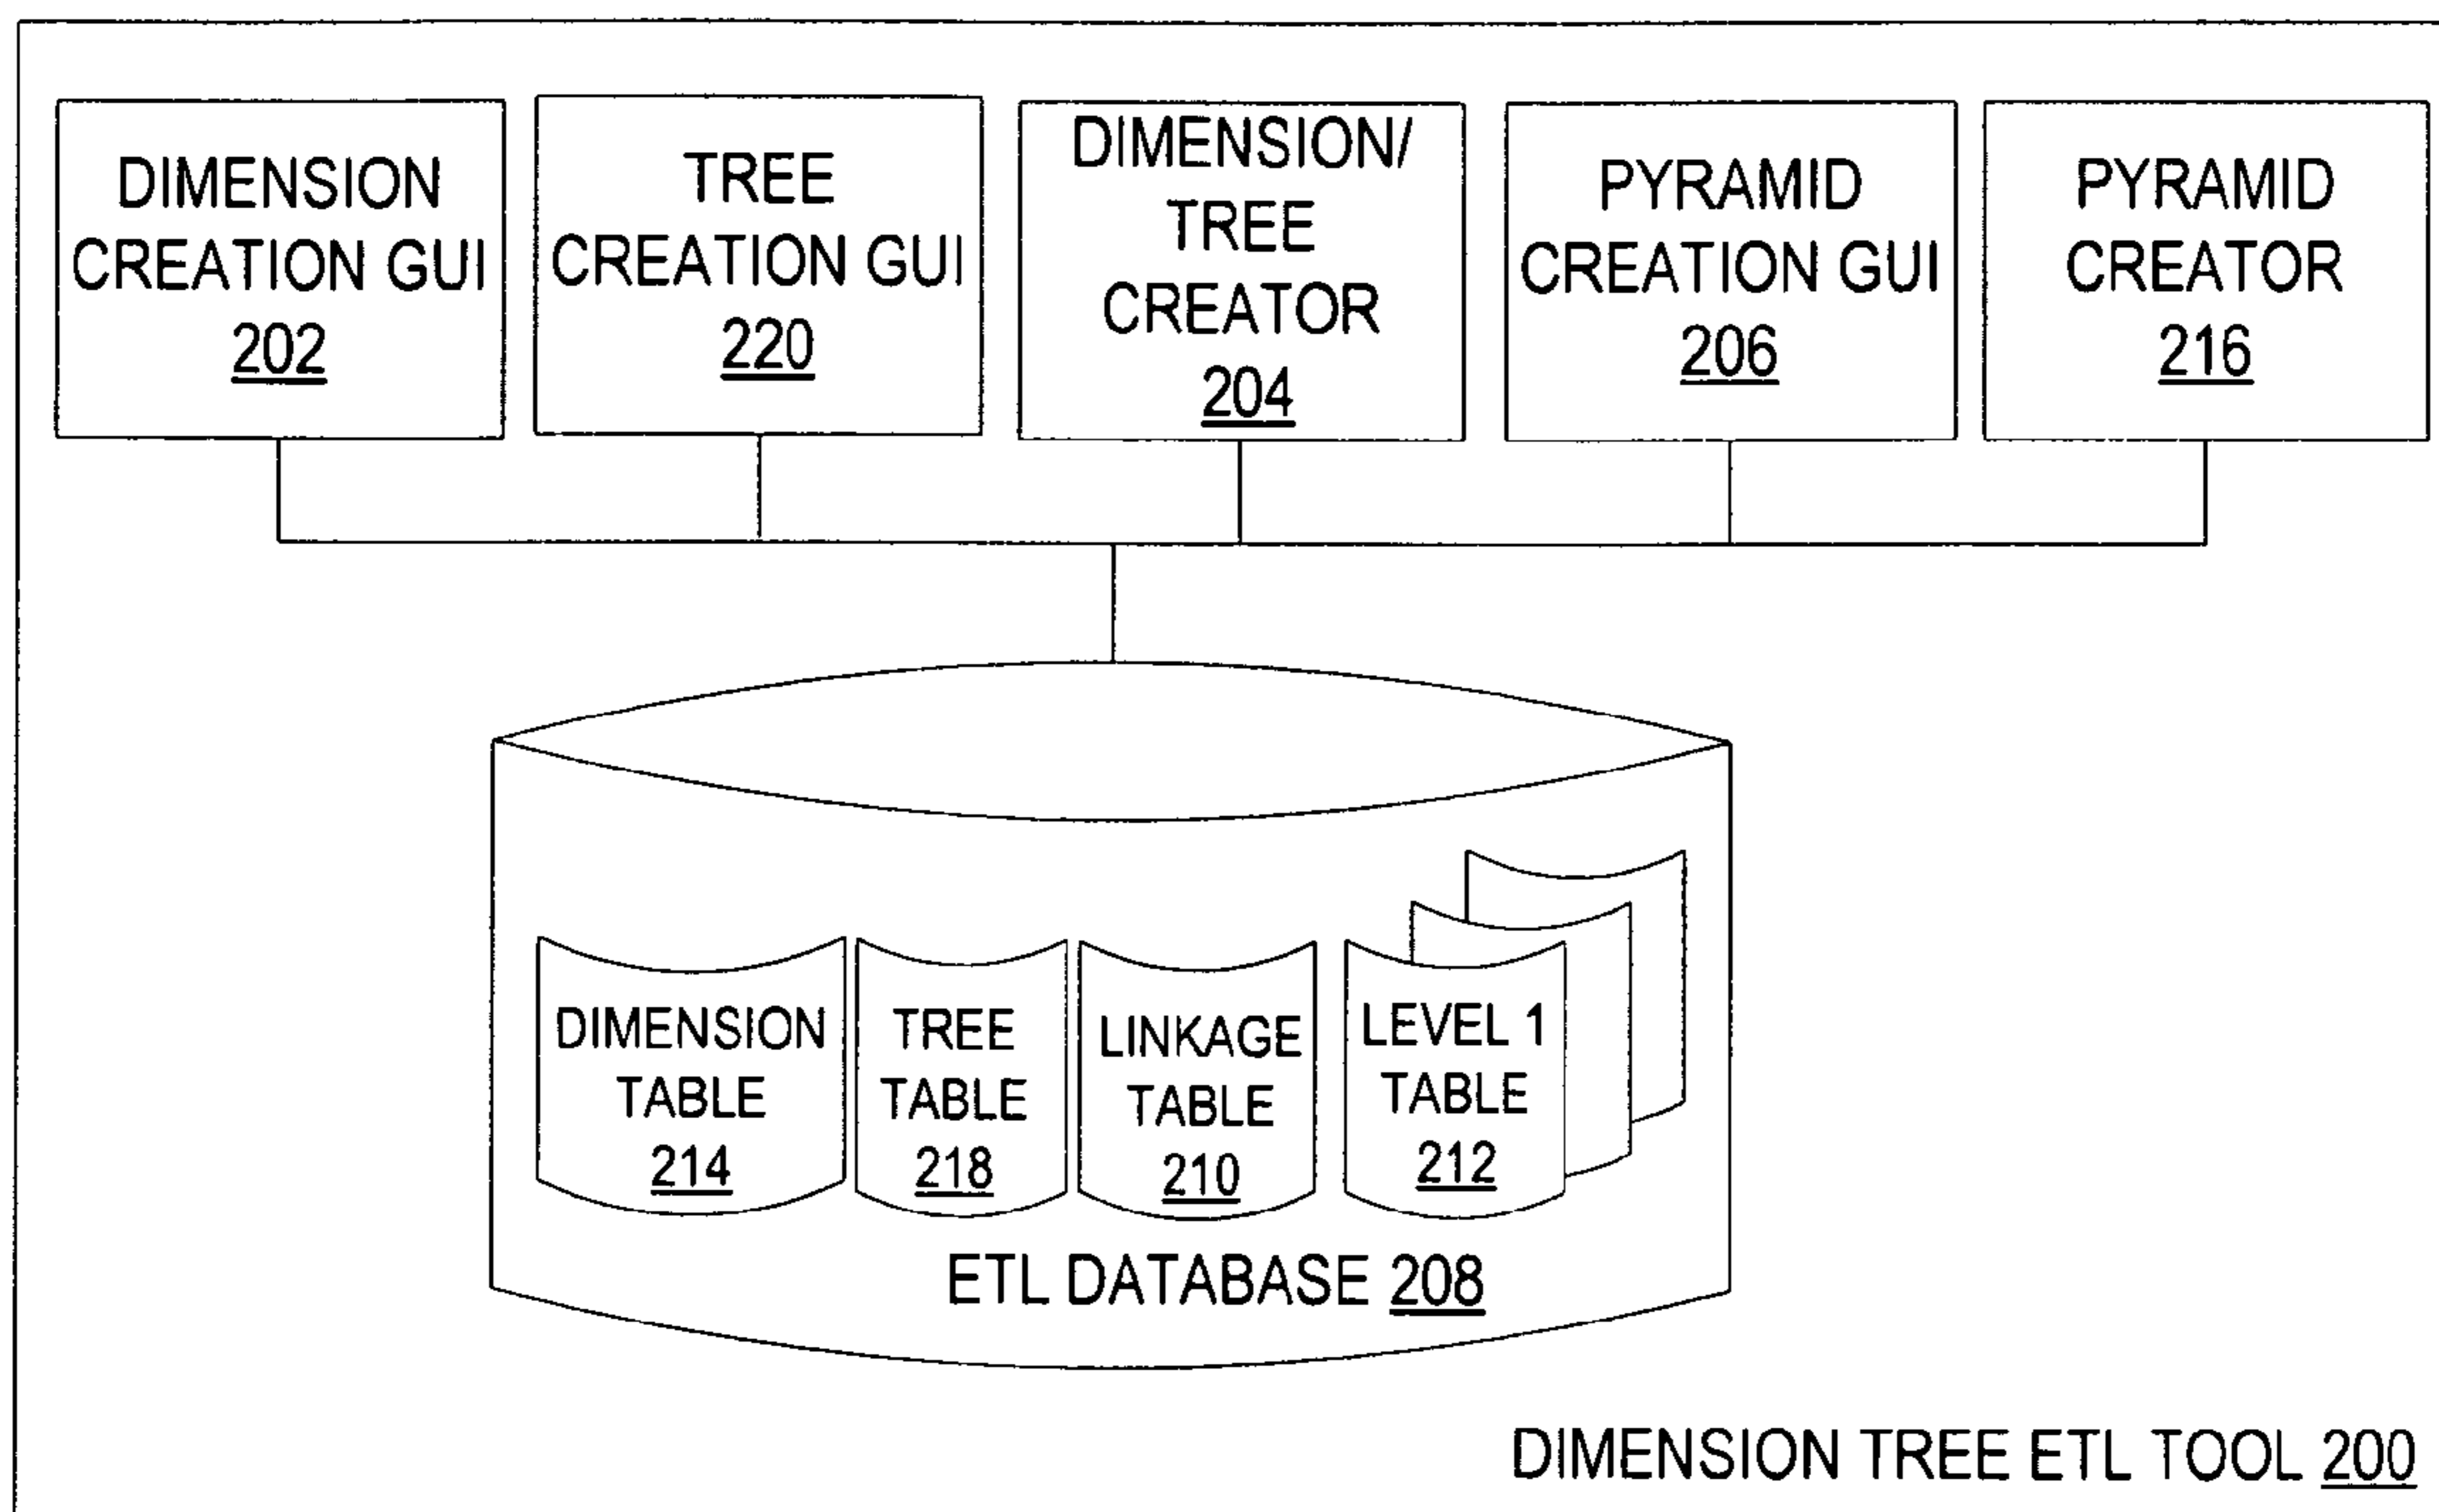 DIMENSION
CREATION GUI
202
TREE
CREATION GUI
220
DIMENSION/
TREE
CREATOR
204
PYRAMID
CREATION GUI
206
PYRAMID
CREATOR
216
DIMENSION
TABLE
214
TREE
TABLE
218
LINKAGE
TABLE
210
LEVEL 1
TABLE
212
ETL DATABASE 208
DIMENSION TREE ETL TOOL 200